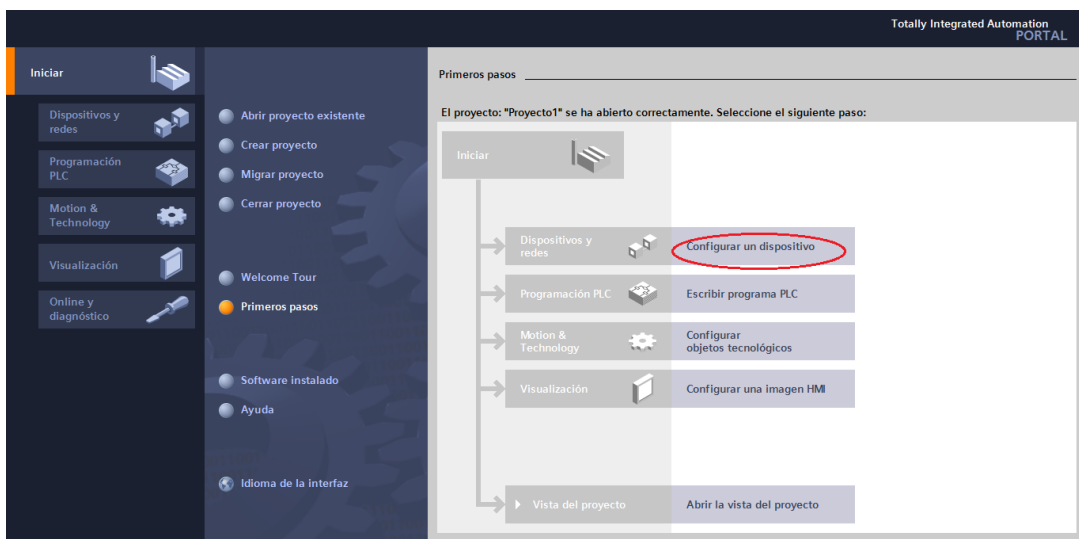 Totally Integrated Automation
PORTAL
Iniciar
Dispositivos y
redes
Programación
PLC
Motion &
Technology
Visualización
Online y
diagnóstico
Abrir proyecto existente
Crear proyecto
Migrar proyecto
Cerrar proyecto
Welcome Tour
Primeros pasos
Software instalado
Ayuda
Idioma de la interfaz
Primeros pasos
El proyecto: "Proyecto1" se ha abierto correctamente. Seleccione el siguiente paso:
Iniciar
Dispositivos y
redes
Configurar un dispositivo
Programación PLC
Escribir programa PLC
Motion &
Technology
Configurar
objetos tecnológicos
Visualización
Configurar una imagen HMI
Vista del proyecto
Abrir la vista del proyecto